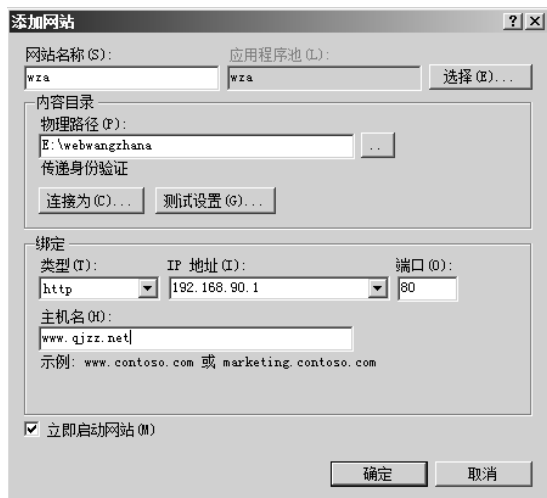 添加网站
网站名称(S): 应用程序池(L):
wza wza 选择(E)...
内容目录
物理路径(P):
E:\webwangzhana ..
传递身份验证
连接为(C)... 测试设置(G)...
绑定
类型(T): IP 地址(I): 端口(O):
http 192.168.90.1 80
主机名(H):
www.qjzz.net
示例: www.contoso.com 或 marketing.contoso.com
立即启动网站(M)
确定 取消